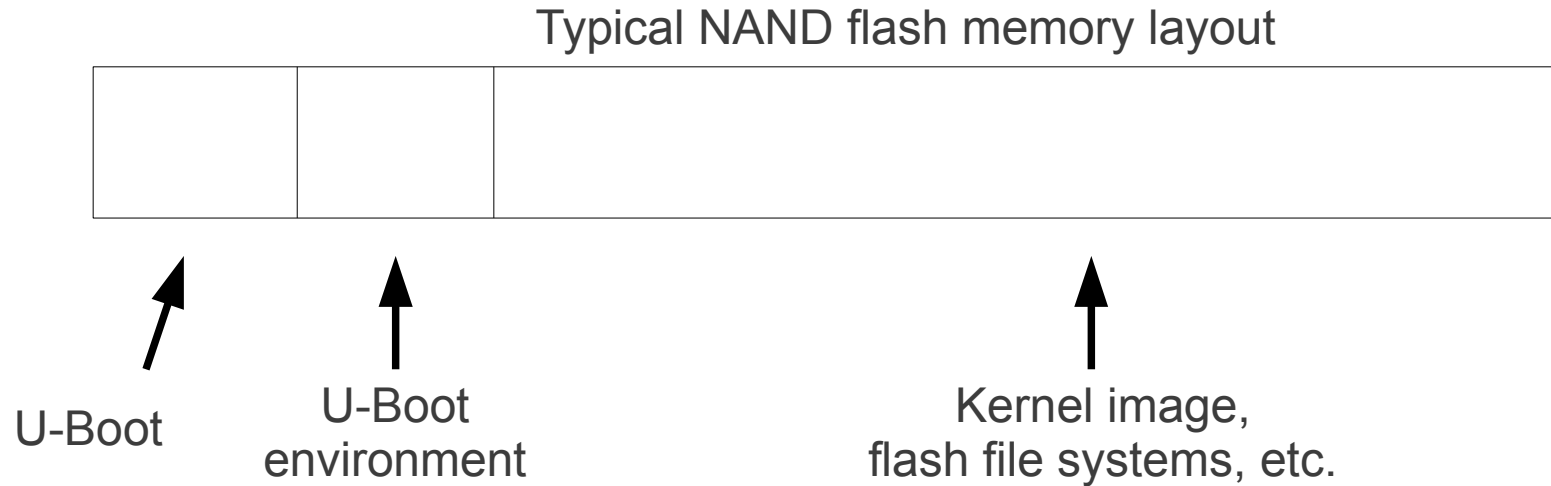 Typical NAND flash memory layout
U-Boot
U-Boot
environment
Kernel image,
flash file systems, etc.